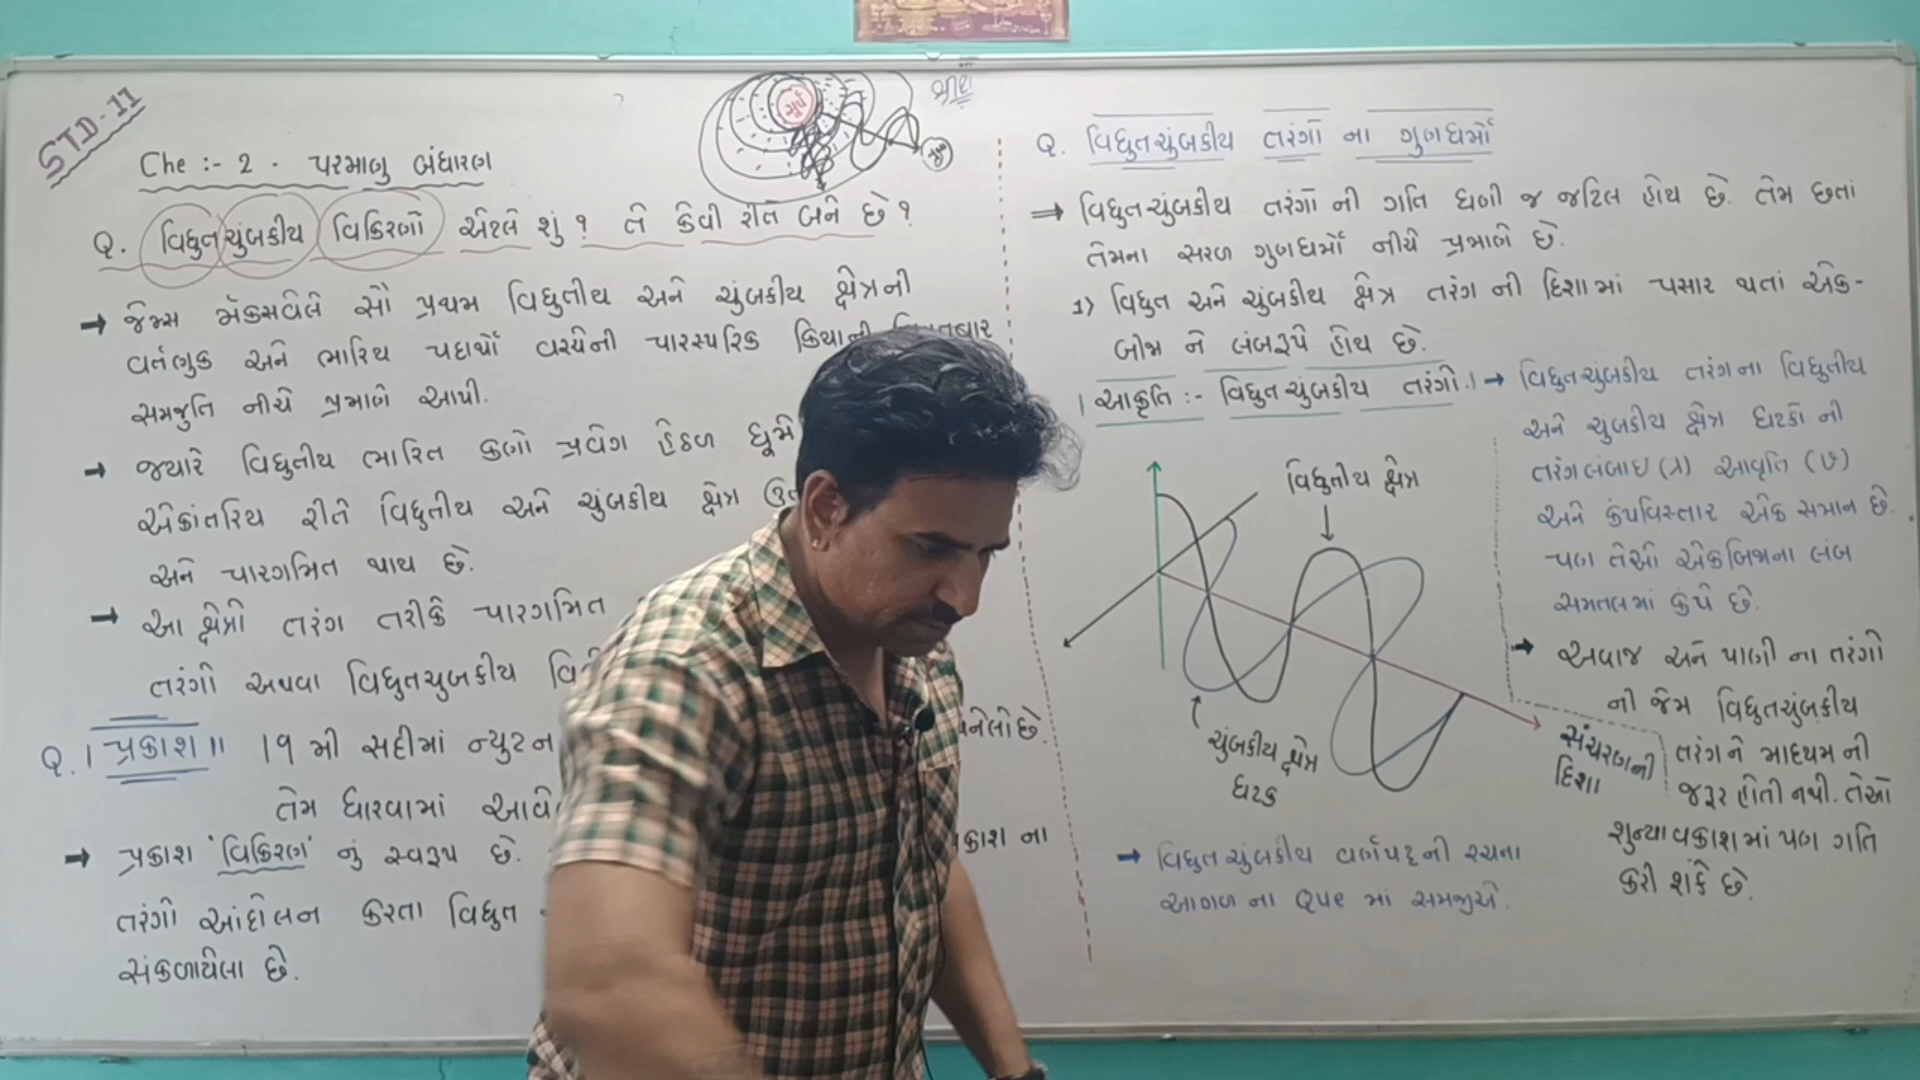 STD-11
Che :- 2 . પરમાણુ બંધારણ
સૂર્ય
Q. વિદ્યુતચુંબકીય વિકિરણો એટલે શું ? તે કેવી રીતે બને છે ?
→ જેમ્સ મૅક્સવેલે સૌ પ્રથમ વિદ્યુતીય અને ચુંબકીય ક્ષેત્રની
વર્તણુક અને ભારિય પદાર્થો વચ્ચેની પારસ્પરિક ક્રિયાની
સમજુતિ નીચે પ્રમાણે આપી.
→ જ્યારે વિદ્યુતીય ભારિત કણો પ્રવેગ હેઠળ ઘૂમે
એકાંતરિય રીતે વિદ્યુતીય અને ચુંબકીય ક્ષેત્ર
અને પારગમિત થાય છે.
→ આ ક્ષેત્રો તરંગ તરીકે પારગમિત
તરંગો અથવા વિદ્યુતચુંબકીય
Q. | પ્રકાશ || 19 મી સદીમાં ન્યુટન બનેલો છે.
તેમ ધારવામાં આવે
→ પ્રકાશ 'વિકિરણ' નું સ્વરૂપ છે. પ્રકાશ ના
તરંગો આંદોલન કરતા વિદ્યુત
સંકળાયેલા છે.
Q. વિદ્યુતચુંબકીય તરંગો ના ગુણધર્મો
⇒ વિદ્યુતચુંબકીય તરંગો ની ગતિ ઘણી જ જટિલ હોય છે. તેમ છતાં
તેમના સરળ ગુણધર્મો નીચે પ્રમાણે છે.
1) વિદ્યુત અને ચુંબકીય ક્ષેત્ર તરંગ ની દિશામાં પસાર થતાં એક-
બીજા ને લંબરૂપે હોય છે.
| આકૃતિ :- વિદ્યુતચુંબકીય તરંગો. |
વિદ્યુતીય ક્ષેત્ર
ચુંબકીય ક્ષેત્ર
ઘટક
સંચરણની
દિશા
→ વિદ્યુતચુંબકીય વર્ણપટ્ટની રચના
આગળ ના Que માં સમજીએ.
→ વિદ્યુતચુંબકીય તરંગના વિદ્યુતીય
અને ચુંબકીય ક્ષેત્ર ઘટકો ની
તરંગલંબાઇ (λ) આવૃતિ (ν)
અને કંપવિસ્તાર એક સમાન છે.
પણ તેઓ એકબિજાના લંબ
સમતલમાં કંપે છે.
→ અવાજ અને પાણી ના તરંગો
ની જેમ વિદ્યુતચુંબકીય
તરંગને માધ્યમ ની
જરૂર હોતી નથી. તેઓ
શુન્યાવકાશમાં પણ ગતિ
કરી શકે છે.